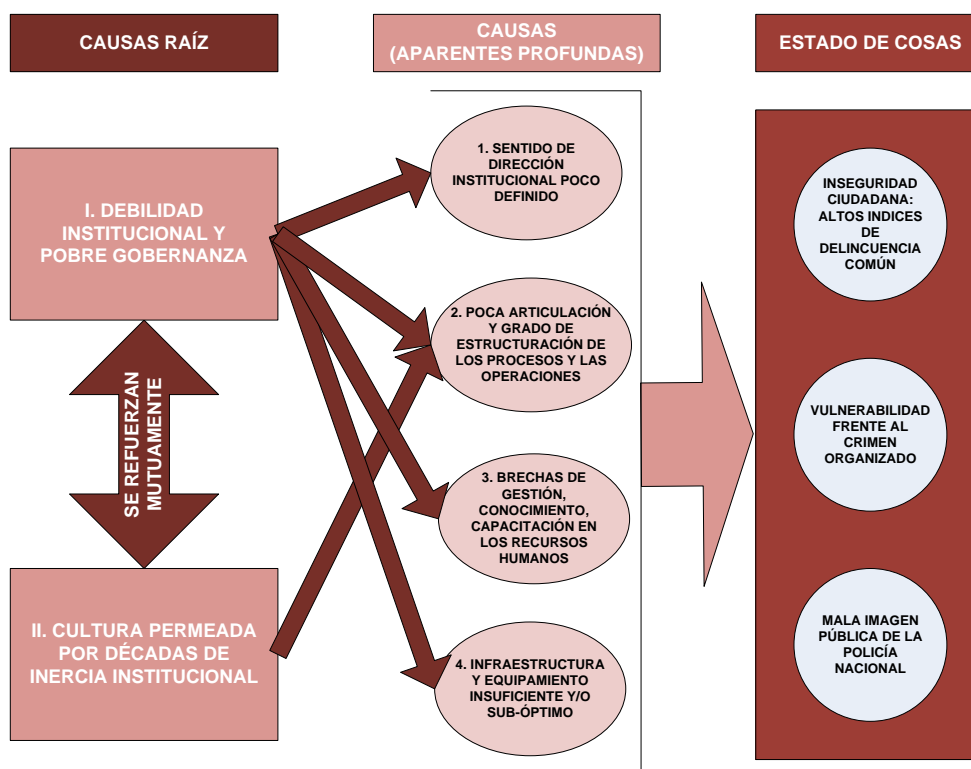 CAUSAS RAÍZ
CAUSAS
(APARENTES PROFUNDAS)
ESTADO DE COSAS
I. DEBILIDAD
INSTITUCIONAL Y
POBRE GOBERNANZA
SE REFUERZAN
MUTUAMENTE
II. CULTURA PERMEADA
POR DÉCADAS DE
INERCIA INSTITUCIONAL
1. SENTIDO DE
DIRECCIÓN
INSTITUCIONAL POCO
DEFINIDO
2. POCA ARTICULACIÓN
Y GRADO DE
ESTRUCTURACIÓN DE
LOS PROCESOS Y LAS
OPERACIONES
3. BRECHAS DE
GESTIÓN,
CONOCIMIENTO,
CAPACITACIÓN EN
LOS RECURSOS
HUMANOS
4. INFRAESTRUCTURA
Y EQUIPAMIENTO
INSUFICIENTE Y/O
SUB-ÓPTIMO
INSEGURIDAD
CIUDADANA:
ALTOS INDICES
DE
DELINCUENCIA
COMÚN
VULNERABILIDAD
FRENTE AL
CRIMEN
ORGANIZADO
MALA IMAGEN
PÚBLICA DE LA
POLICÍA
NACIONAL